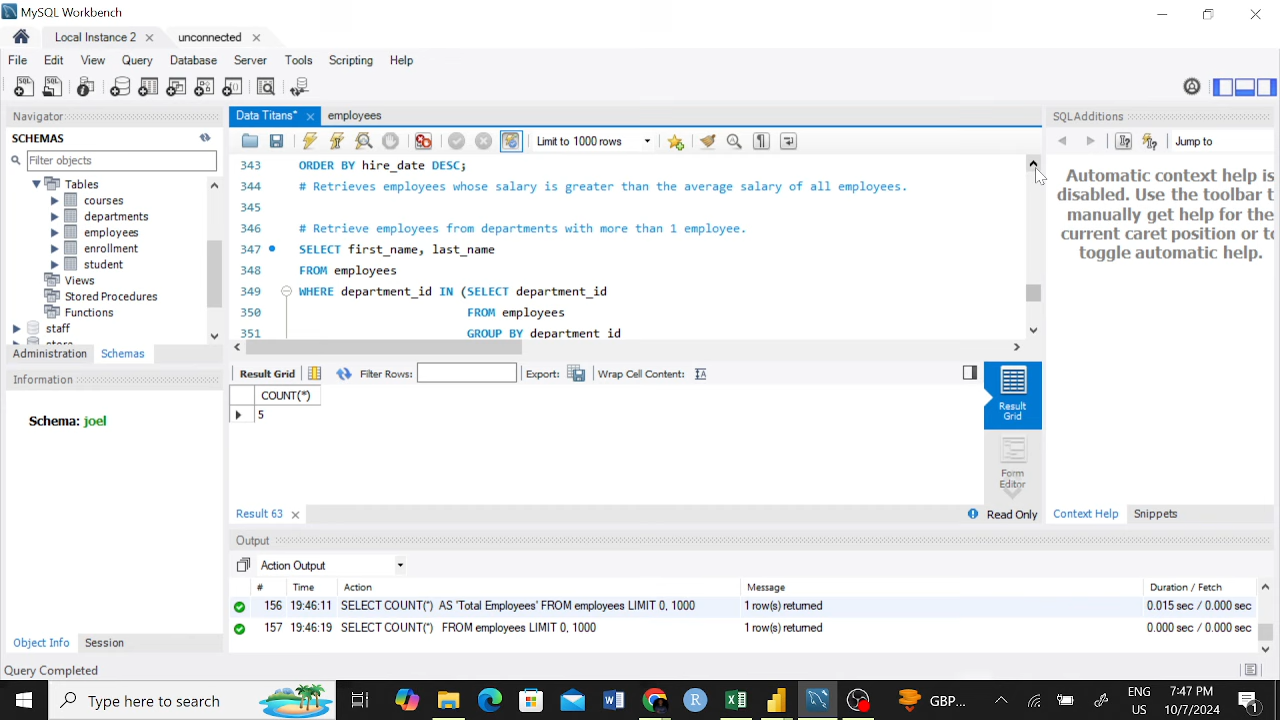 MySQL Workbench
Local Instance 2
unconnected
File Edit View Query Database Server Tools Scripting Help
Navigator
SCHEMAS
Filter objects
Tables
courses
departments
employees
enrollment
student
Views
Stored Procedures
Functions
staff
Administration Schemas
Information
Schema: joel
Object Info Session
Data Titans* employees
Limit to 1000 rows
343 ORDER BY hire_date DESC;
344 # Retrieves employees whose salary is greater than the average salary of all employees.
345
346 # Retrieve employees from departments with more than 1 employee.
347 SELECT first_name, last_name
348 FROM employees
349 WHERE department_id IN (SELECT department_id
350 FROM employees
351 GROUP BY department_id
Result Grid Filter Rows: Export: Wrap Cell Content:
COUNT(*)
5
Result Grid
Form Editor
Result 63 Read Only
SQLAdditions
Jump to
Automatic context help is
disabled. Use the toolbar t
manually get help for the
current caret position or to
toggle automatic help.
Context Help Snippets
Output
Action Output
# Time Action Message Duration / Fetch
156 19:46:11 SELECT COUNT(*) AS 'Total Employees' FROM employees LIMIT 0, 1000 1 row(s) returned 0.015 sec / 0.000 sec
157 19:46:19 SELECT COUNT(*) FROM employees LIMIT 0, 1000 1 row(s) returned 0.000 sec / 0.000 sec
Query Completed
Type here to search
GBP...
ENG
US
7:47 PM
10/7/2024